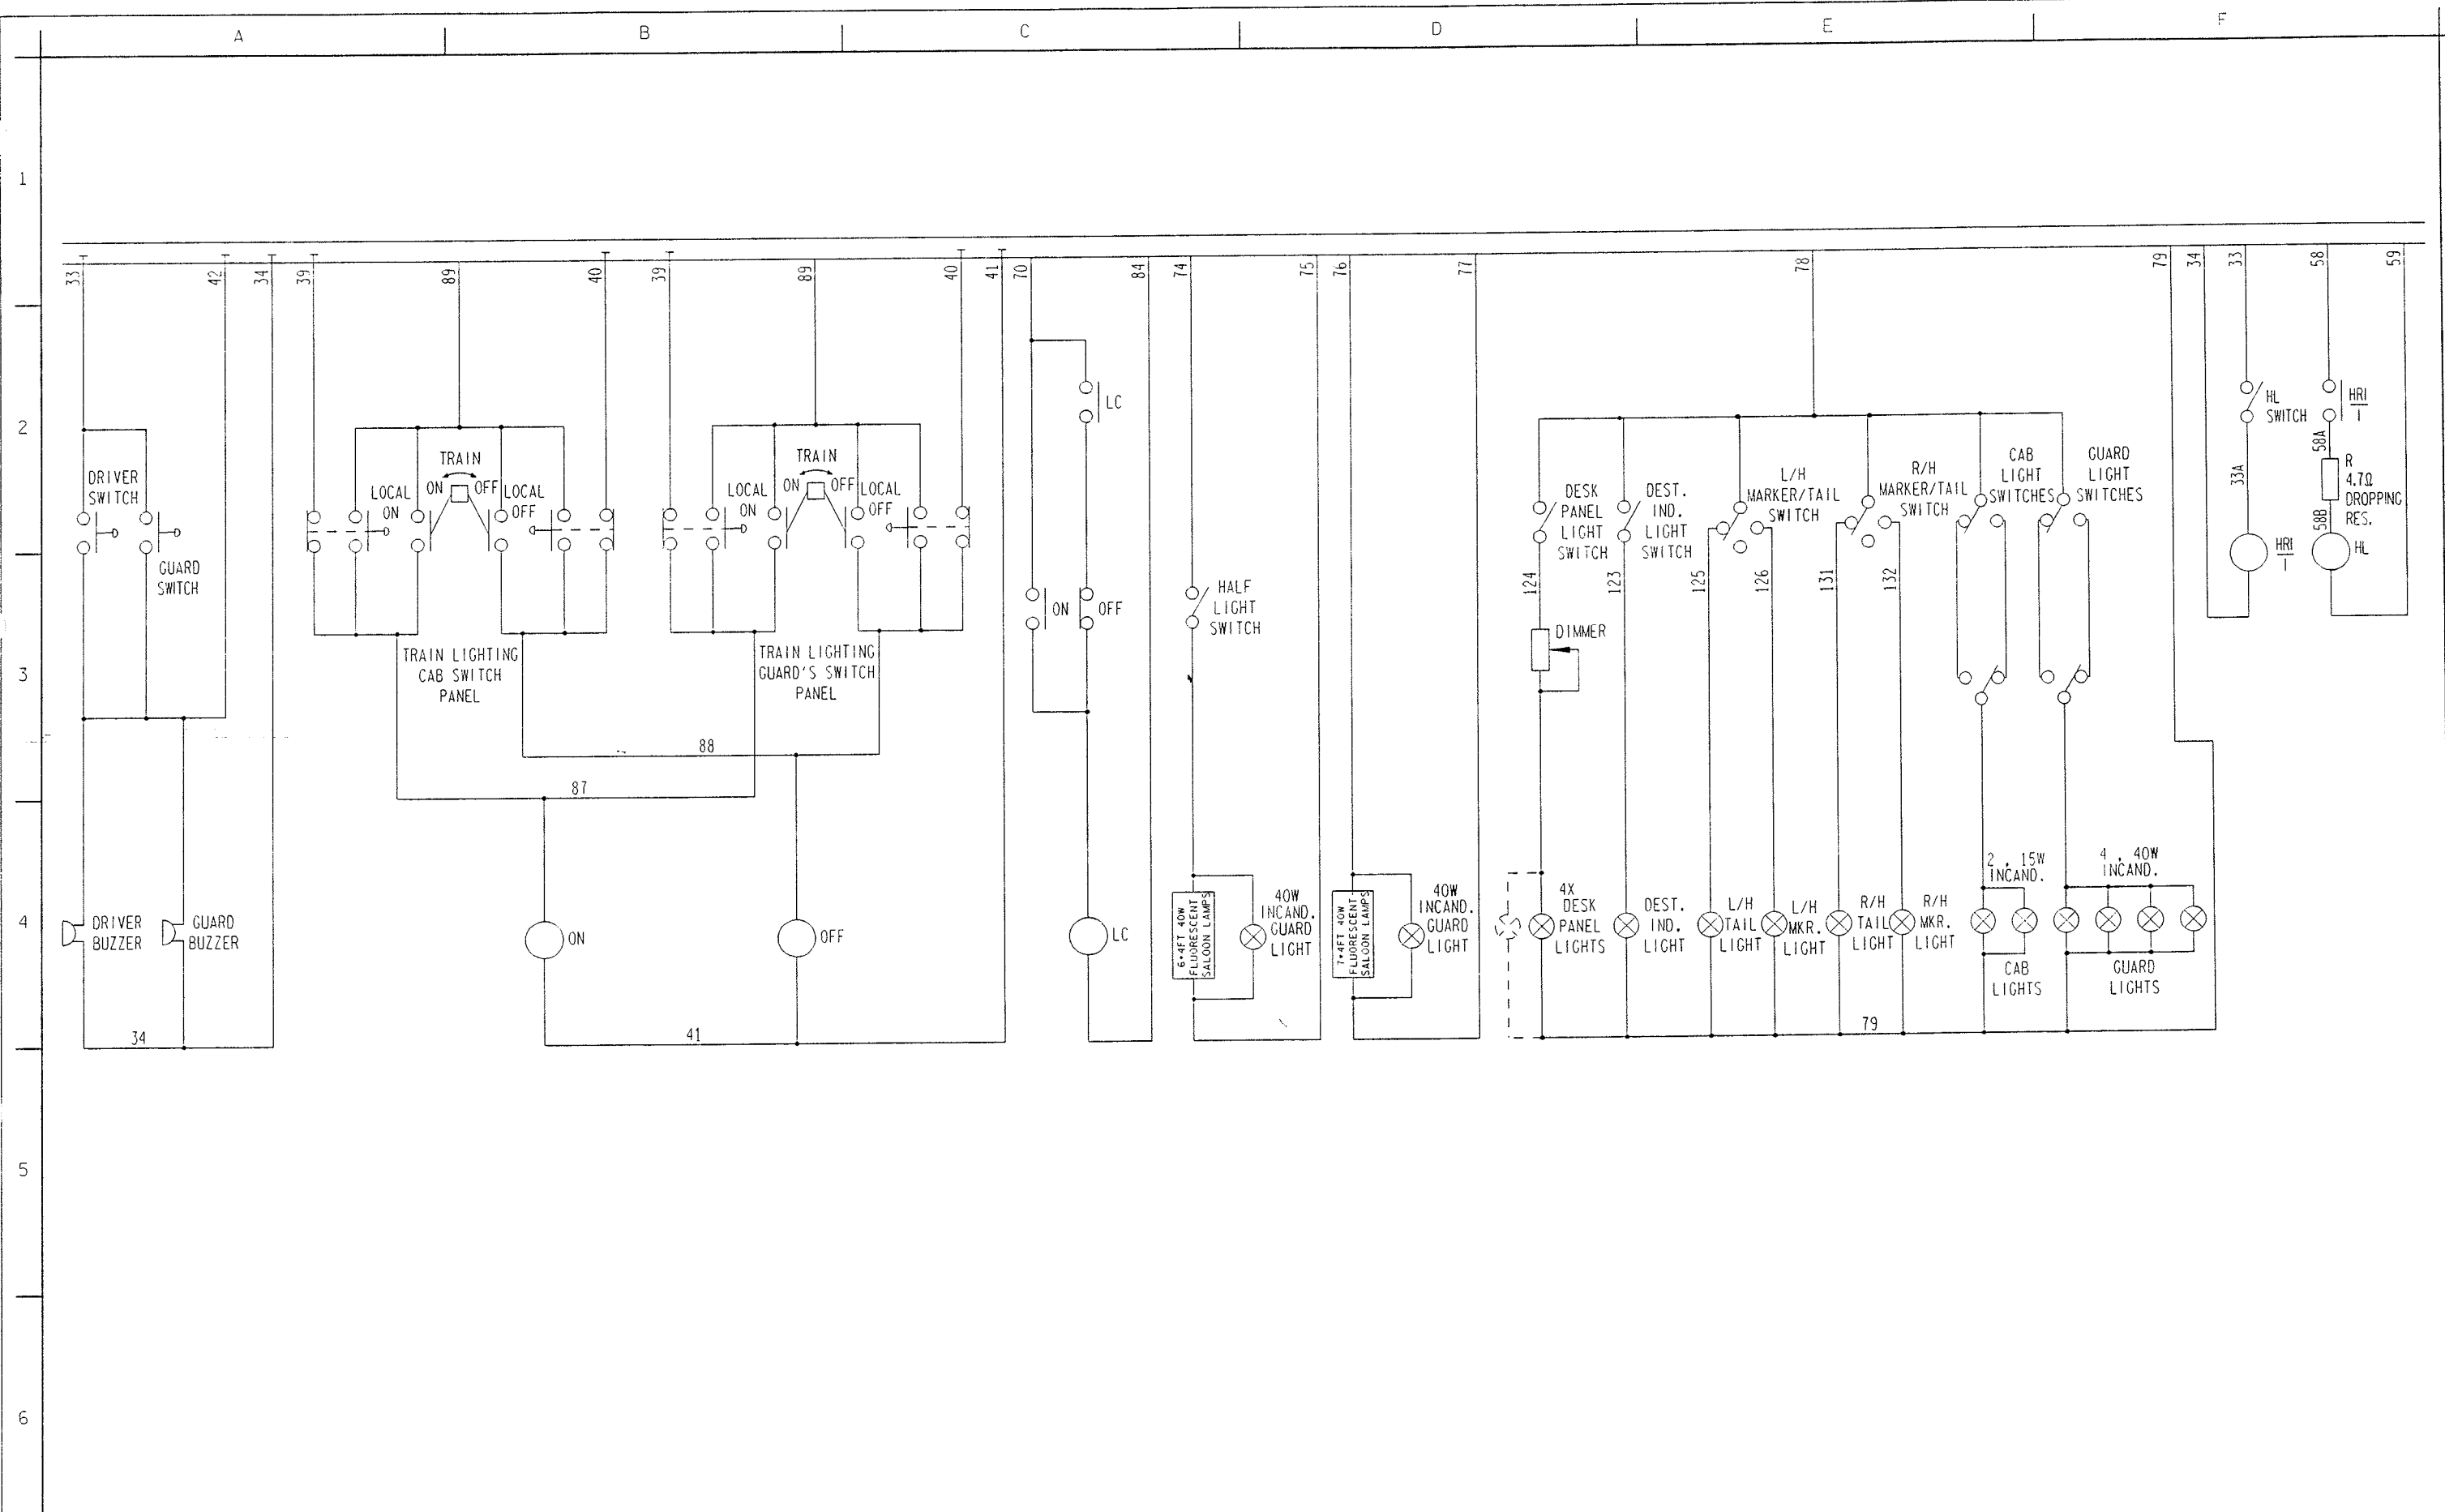 A B C D E F
1
33 42 34 39 89 40 39 89 40 41 70 84 74 75 76 77 78 79 34 33 58 59
2
DRIVER
SWITCH
GUARD
SWITCH
TRAIN
ON OFF
LOCAL
ON
LOCAL
OFF
TRAIN LIGHTING
CAB SWITCH
PANEL
TRAIN
ON OFF
LOCAL
ON
LOCAL
OFF
TRAIN LIGHTING
GUARD'S SWITCH
PANEL
LC
ON
OFF
HALF
LIGHT
SWITCH
DESK
PANEL
LIGHT
SWITCH
DEST.
IND.
LIGHT
SWITCH
L/H
MARKER/TAIL
SWITCH
R/H
MARKER/TAIL
SWITCH
CAB
LIGHT
SWITCHES
GUARD
LIGHT
SWITCHES
HL
SWITCH
33A
HR1
1
58A
R
4.7Ω
DROPPING
RES.
58B
HR1
1
HL
124 123 125 126 131 132
DIMMER
3
88
87
4
DRIVER
BUZZER
GUARD
BUZZER
34
ON
OFF
41
LC
6*4FT 40W
FLUORESCENT
SALOON LAMPS
40W
INCAND.
GUARD
LIGHT
7*4FT 40W
FLUORESCENT
SALOON LAMPS
40W
INCAND.
GUARD
LIGHT
4X
DESK
PANEL
LIGHTS
DEST.
IND.
LIGHT
L/H
TAIL
LIGHT
L/H
MKR.
LIGHT
R/H
TAIL
LIGHT
R/H
MKR.
LIGHT
2 , 15W
INCAND.
CAB
LIGHTS
4 , 40W
INCAND.
GUARD
LIGHTS
79
5
6